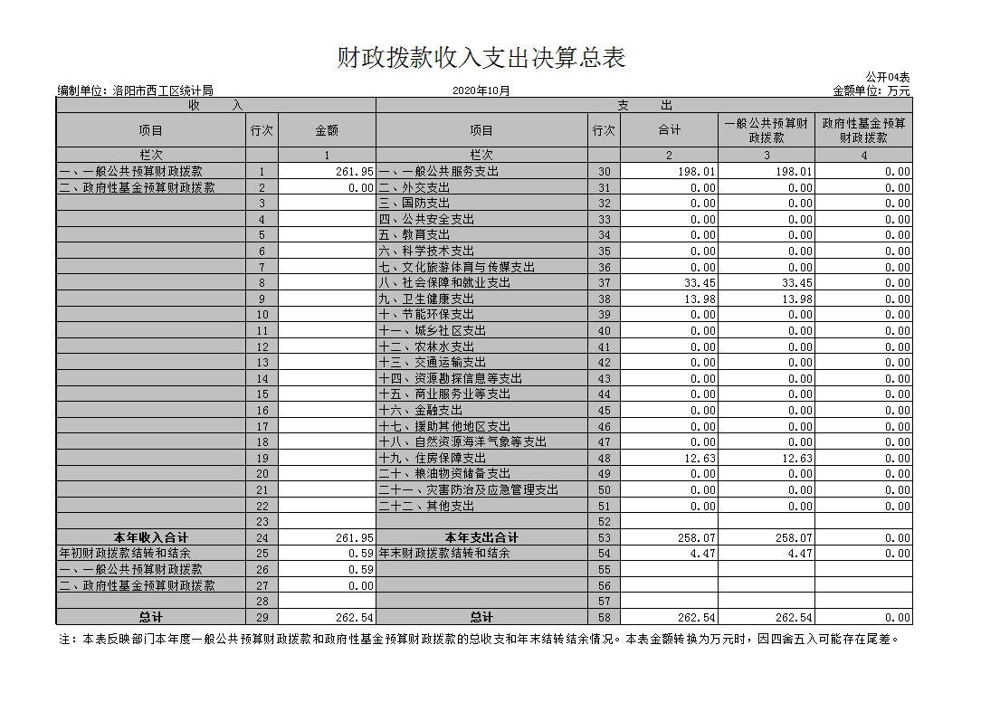 财政拨款收入支出决算总表
公开04表
编制单位：洛阳市西工区统计局 2020年10月 金额单位：万元
收 入 支 出
项目 行次 金额 项目 行次 合计 一般公共预算财政拨款 政府性基金预算财政拨款
栏次 1 栏次 2 3 4
一、一般公共预算财政拨款 1 261.95 一、一般公共服务支出 30 198.01 198.01 0.00
二、政府性基金预算财政拨款 2 0.00 二、外交支出 31 0.00 0.00 0.00
3 三、国防支出 32 0.00 0.00 0.00
4 四、公共安全支出 33 0.00 0.00 0.00
5 五、教育支出 34 0.00 0.00 0.00
6 六、科学技术支出 35 0.00 0.00 0.00
7 七、文化旅游体育与传媒支出 36 0.00 0.00 0.00
8 八、社会保障和就业支出 37 33.45 33.45 0.00
9 九、卫生健康支出 38 13.98 13.98 0.00
10 十、节能环保支出 39 0.00 0.00 0.00
11 十一、城乡社区支出 40 0.00 0.00 0.00
12 十二、农林水支出 41 0.00 0.00 0.00
13 十三、交通运输支出 42 0.00 0.00 0.00
14 十四、资源勘探信息等支出 43 0.00 0.00 0.00
15 十五、商业服务业等支出 44 0.00 0.00 0.00
16 十六、金融支出 45 0.00 0.00 0.00
17 十七、援助其他地区支出 46 0.00 0.00 0.00
18 十八、自然资源海洋气象等支出 47 0.00 0.00 0.00
19 十九、住房保障支出 48 12.63 12.63 0.00
20 二十、粮油物资储备支出 49 0.00 0.00 0.00
21 二十一、灾害防治及应急管理支出 50 0.00 0.00 0.00
22 二十二、其他支出 51 0.00 0.00 0.00
23 52
本年收入合计 24 261.95 本年支出合计 53 258.07 258.07 0.00
年初财政拨款结转和结余 25 0.59 年末财政拨款结转和结余 54 4.47 4.47 0.00
一、一般公共预算财政拨款 26 0.59 55
二、政府性基金预算财政拨款 27 0.00 56
28 57
总计 29 262.54 总计 58 262.54 262.54 0.00
注：本表反映部门本年度一般公共预算财政拨款和政府性基金预算财政拨款的总收支和年末结转结余情况。本表金额转换为万元时，因四舍五入可能存在尾差。